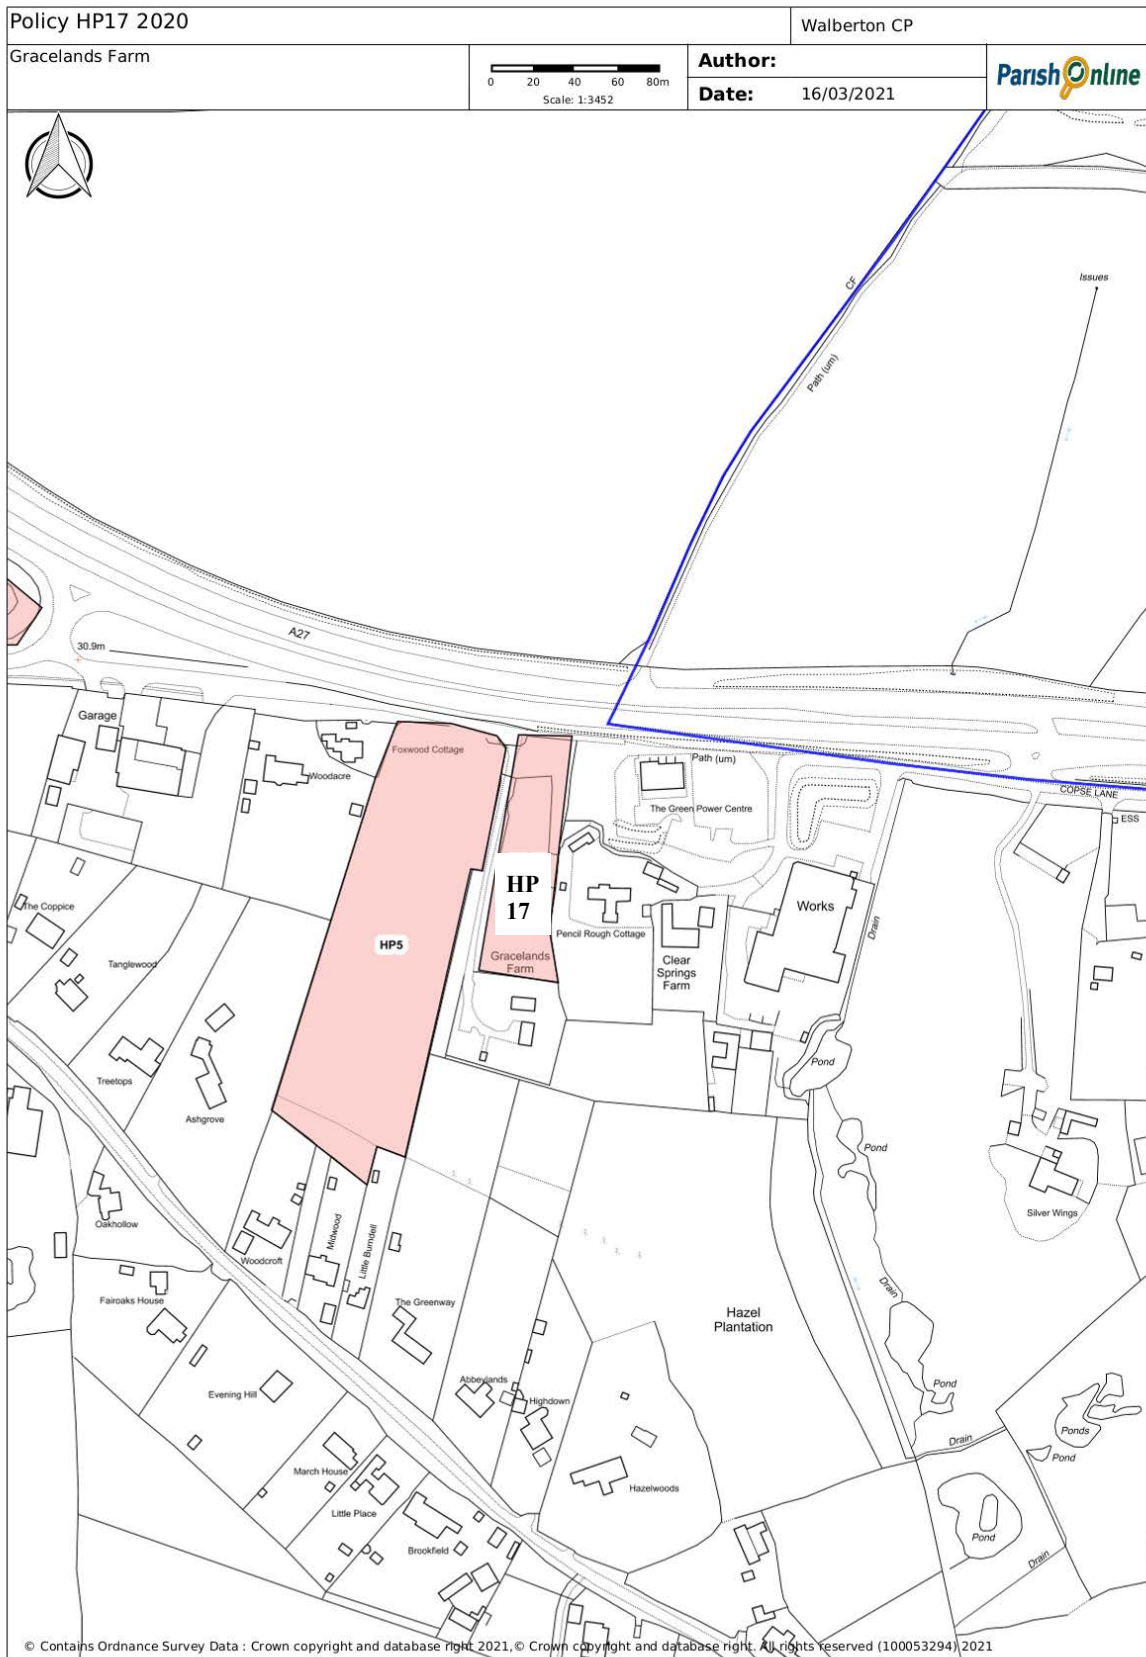 Policy HP17 2020
Walberton CP
Gracelands Farm
0 20 40 60 80m
Scale: 1:3452
Author:
Date: 16/03/2021
Parish Online
Issues
CF
Path (um)
A27
30.9m
Garage
Foxwood Cottage
Woodacre
Path (um)
COPSE LANE
The Green Power Centre
ESS
HP
17
Works
The Coppice
Drain
Pencil Rough Cottage
HP5
Gracelands
Farm
Clear
Springs
Farm
Tanglewood
Pond
Treetops
Ashgrove
Pond
Oakhollow
Midwood
Little Burndell
Silver Wings
Woodcroft
Drain
Fairoaks House
The Greenway
Hazel
Plantation
Abbeylands
Pond
Evening Hill
Highdown
Ponds
Drain
Pond
March House
Hazelwoods
Little Place
Pond
Brookfield
Drain
© Contains Ordnance Survey Data : Crown copyright and database right 2021,© Crown copyright and database right. All rights reserved (100053294) 2021